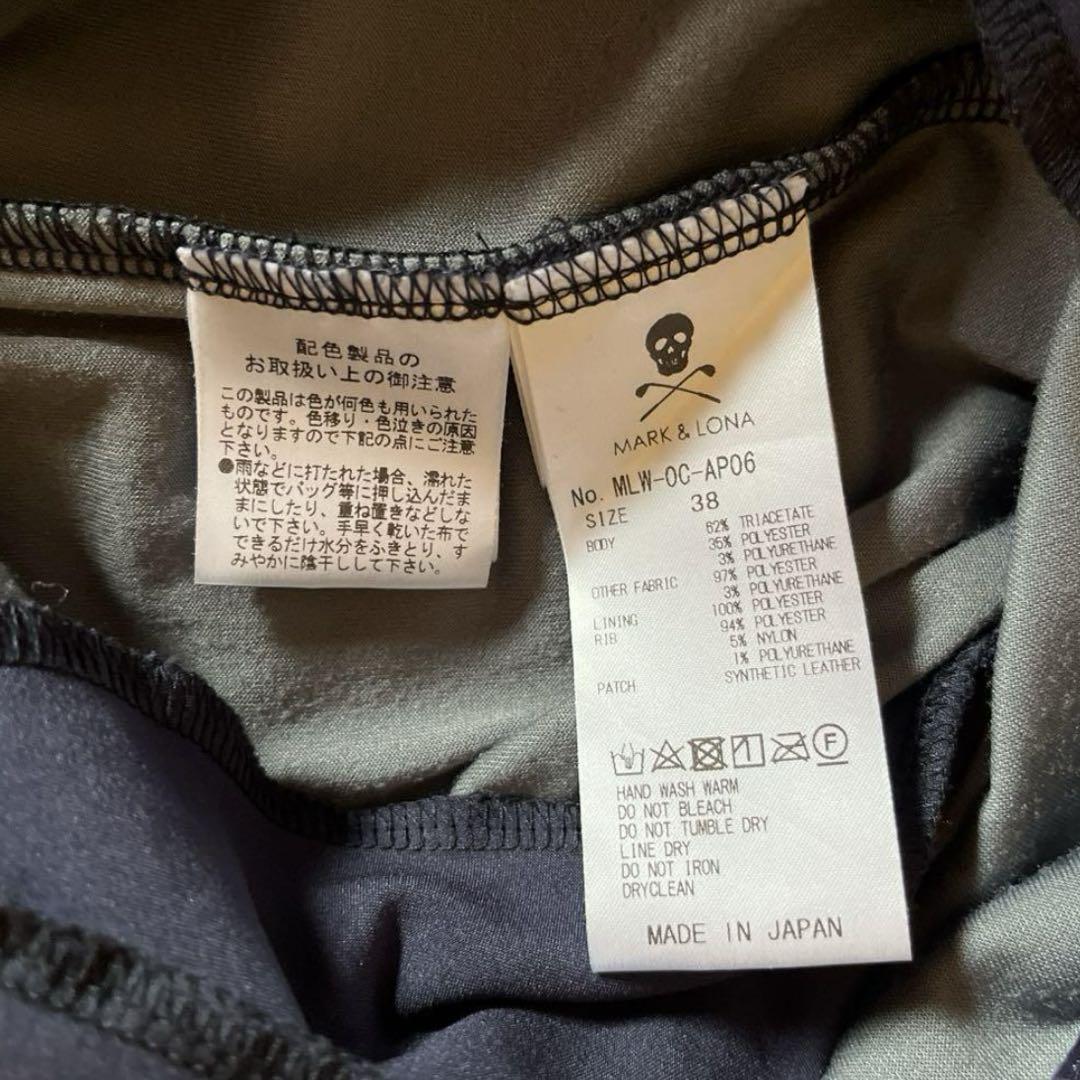 配色製品の
お取扱い上の御注意
この製品は色が何色も用いられた
ものです。色移り・色泣きの原因
となりますので下記の点にご注意
下さい。
●雨などに打たれた場合、濡れた
状態でバッグ等に押し込んだま
まにしたり、重ね置きなどしな
いで下さい。手早く乾いた布で
できるだけ水分をふきとり、す
みやかに陰干しして下さい。
MARK & LONA
No. MLW-OC-AP06
SIZE 38
BODY 62% TRIACETATE
35% POLYESTER
3% POLYURETHANE
OTHER FABRIC 97% POLYESTER
3% POLYURETHANE
LINING 100% POLYESTER
RIB 94% POLYESTER
5% NYLON
1% POLYURETHANE
PATCH SYNTHETIC LEATHER
F
HAND WASH WARM
DO NOT BLEACH
DO NOT TUMBLE DRY
LINE DRY
DO NOT IRON
DRYCLEAN
MADE IN JAPAN